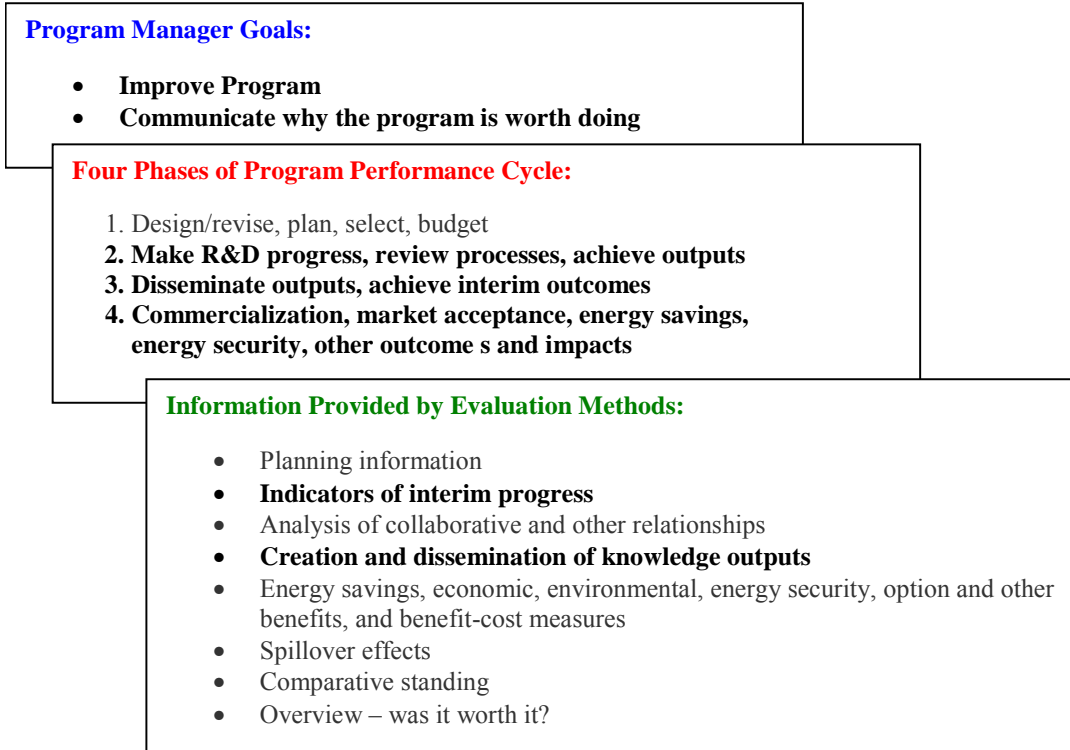 Program Manager Goals:
• Improve Program
• Communicate why the program is worth doing
Four Phases of Program Performance Cycle:
1. Design/revise, plan, select, budget
2. Make R&D progress, review processes, achieve outputs
3. Disseminate outputs, achieve interim outcomes
4. Commercialization, market acceptance, energy savings,
energy security, other outcome s and impacts
Information Provided by Evaluation Methods:
• Planning information
• Indicators of interim progress
• Analysis of collaborative and other relationships
• Creation and dissemination of knowledge outputs
• Energy savings, economic, environmental, energy security, option and other
benefits, and benefit-cost measures
• Spillover effects
• Comparative standing
• Overview – was it worth it?